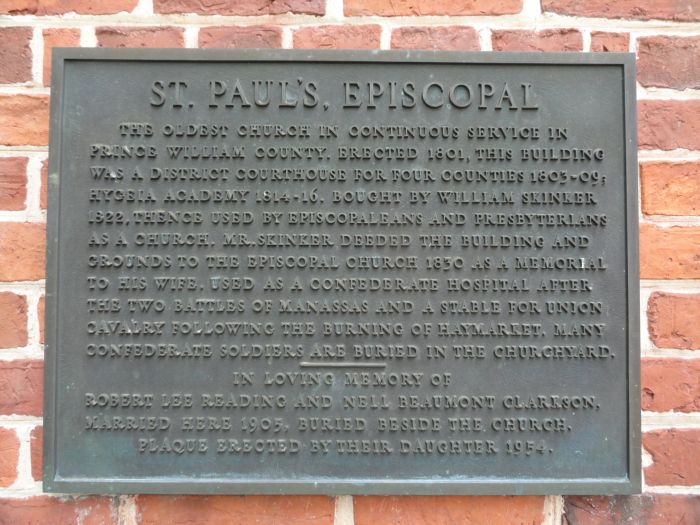 ST. PAUL'S, EPISCOPAL
THE OLDEST CHURCH IN CONTINUOUS SERVICE IN
PRINCE WILLIAM COUNTY. ERECTED 1801, THIS BUILDING
WAS A DISTRICT COURTHOUSE FOR FOUR COUNTIES 1803-09;
HYGEIA ACADEMY 1814-16. BOUGHT BY WILLIAM SKINKER
1822, THENCE USED BY EPISCOPALEANS AND PRESBYTERIANS
AS A CHURCH. MR. SKINKER DEEDED THE BUILDING AND
GROUNDS TO THE EPISCOPAL CHURCH 1830 AS A MEMORIAL
TO HIS WIFE. USED AS A CONFEDERATE HOSPITAL AFTER
THE TWO BATTLES OF MANASSAS AND A STABLE FOR UNION
CAVALRY FOLLOWING THE BURNING OF HAYMARKET. MANY
CONFEDERATE SOLDIERS ARE BURIED IN THE CHURCHYARD.
IN LOVING MEMORY OF
ROBERT LEE READING AND NELL BEAUMONT CLARKSON.
MARRIED HERE 1905. BURIED BESIDE THE CHURCH.
PLAQUE ERECTED BY THEIR DAUGHTER 1954.